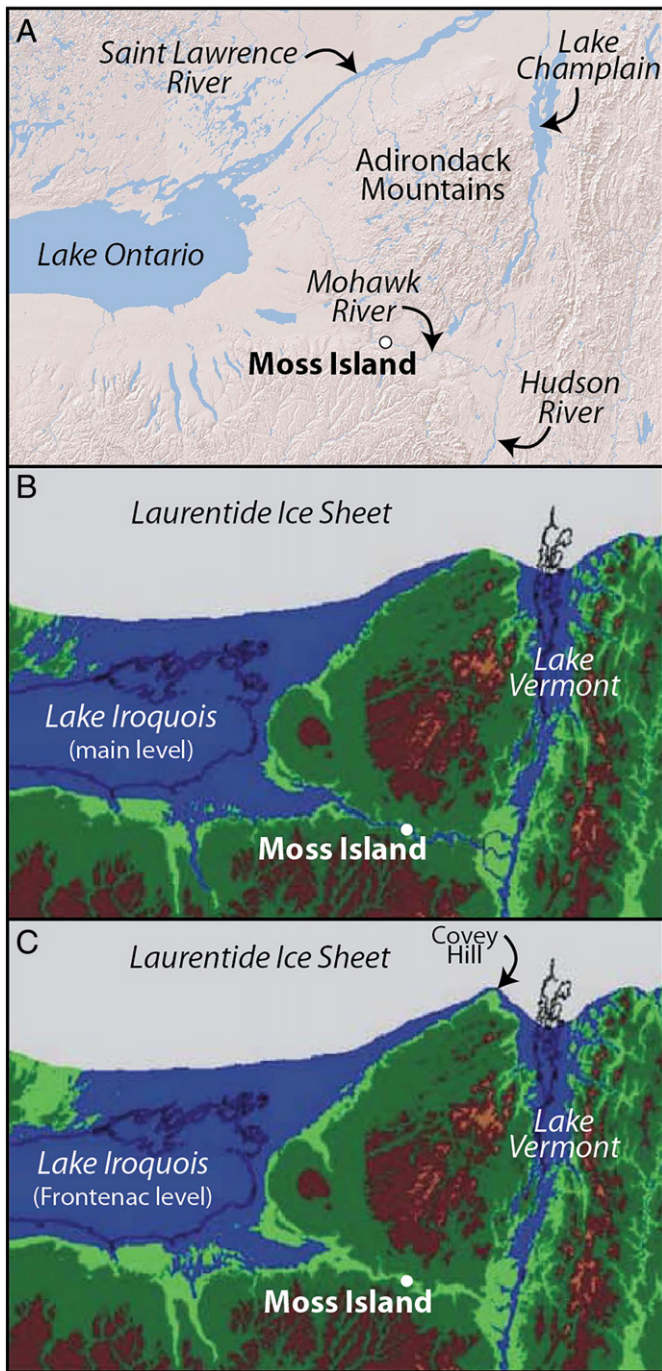 A
Saint Lawrence
River
Lake
Champlain
Adirondack
Mountains
Lake Ontario
Mohawk
River
Moss Island
Hudson
River
B
Laurentide Ice Sheet
Lake
Vermont
Lake Iroquois
(main level)
Moss Island
C
Laurentide Ice Sheet
Covey
Hill
Lake
Vermont
Lake Iroquois
(Frontenac level)
Moss Island